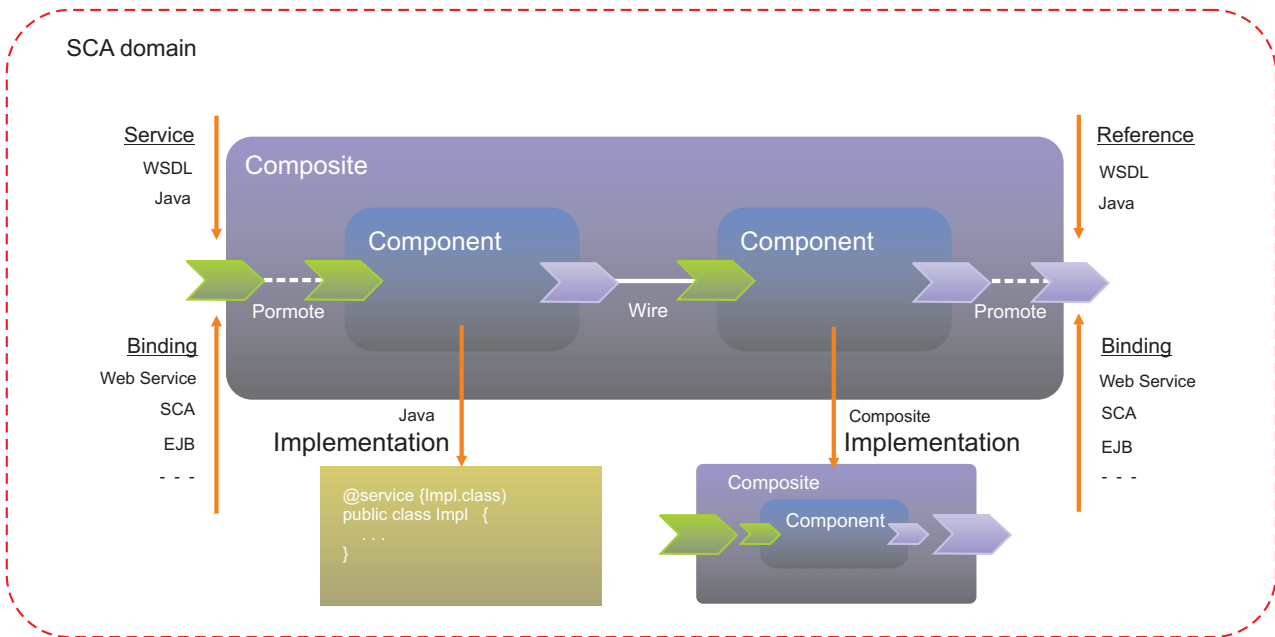 SCA domain
Service
WSDL
Java
Reference
WSDL
Java
Composite
Component
Component
Pormote
Wire
Promote
Binding
Web Service
SCA
EJB
- - -
Binding
Web Service
SCA
EJB
- - -
Java
Implementation
Composite
Implementation
@service {Impl.class)
public class Impl {
. . .
}
Composite
Component